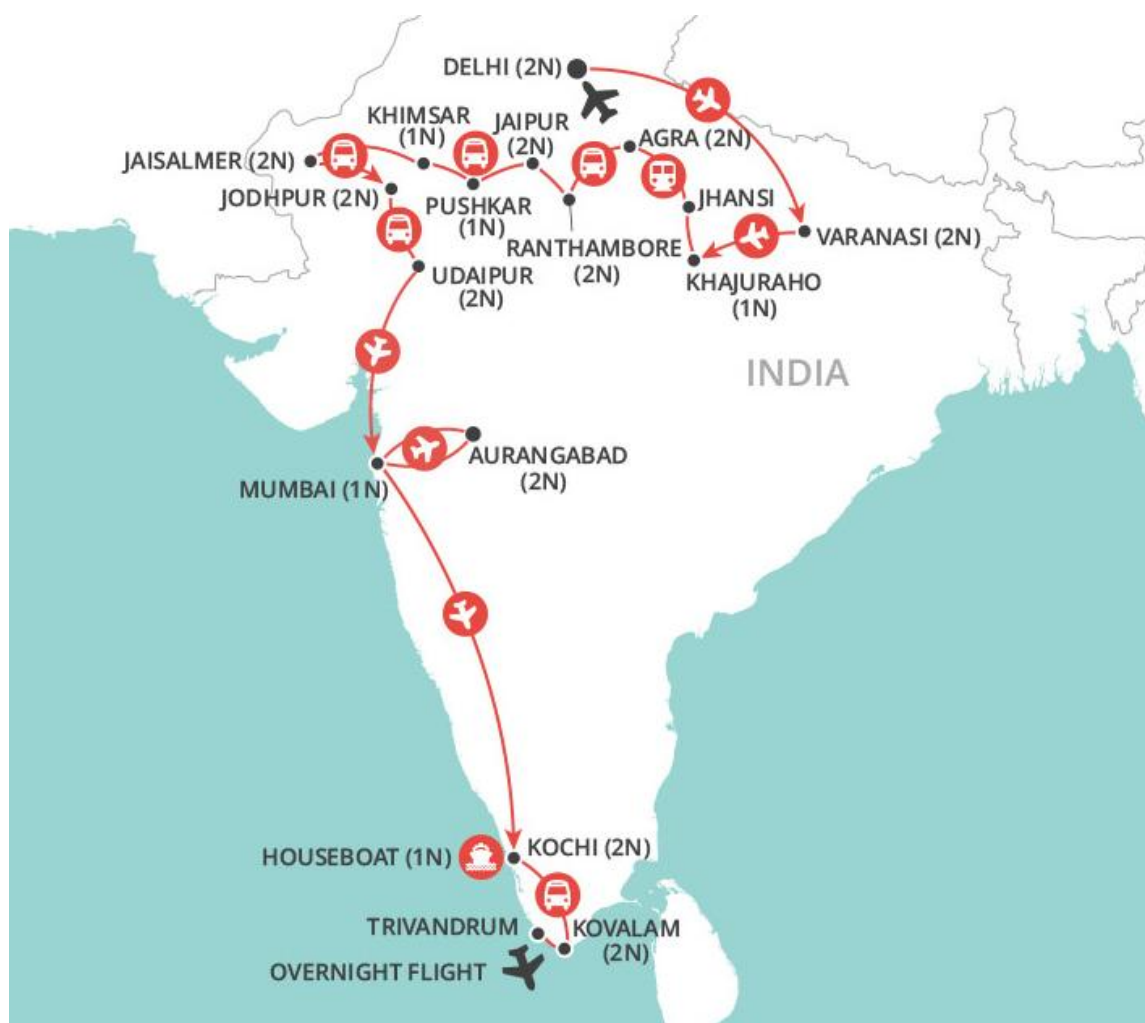 DELHI (2N)
KHIMSAR
(1N)
JAIPUR
(2N)
AGRA (2N)
JAISALMER (2N)
JODHPUR (2N)
PUSHKAR
(1N)
JHANSI
RANTHAMBORE
(2N)
VARANASI (2N)
UDAIPUR
(2N)
KHAJURAHO
(1N)
INDIA
AURANGABAD
(2N)
MUMBAI (1N)
HOUSEBOAT (1N)
KOCHI (2N)
TRIVANDRUM
KOVALAM
(2N)
OVERNIGHT FLIGHT